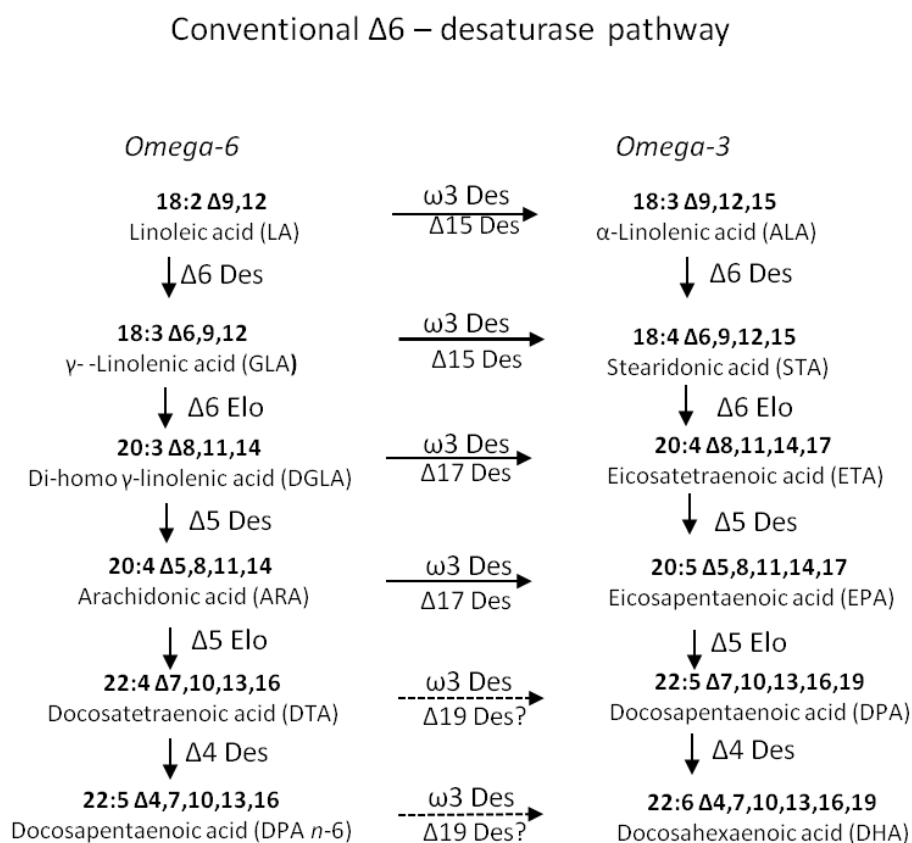 Conventional Δ6 – desaturase pathway
Omega-6
Omega-3
18:2 Δ9,12
Linoleic acid (LA)
ω3 Des
Δ15 Des
18:3 Δ9,12,15
α-Linolenic acid (ALA)
Δ6 Des
Δ6 Des
18:3 Δ6,9,12
γ- -Linolenic acid (GLA)
ω3 Des
Δ15 Des
18:4 Δ6,9,12,15
Stearidonic acid (STA)
Δ6 Elo
Δ6 Elo
20:3 Δ8,11,14
Di-homo γ-linolenic acid (DGLA)
ω3 Des
Δ17 Des
20:4 Δ8,11,14,17
Eicosatetraenoic acid (ETA)
Δ5 Des
Δ5 Des
20:4 Δ5,8,11,14
Arachidonic acid (ARA)
ω3 Des
Δ17 Des
20:5 Δ5,8,11,14,17
Eicosapentaenoic acid (EPA)
Δ5 Elo
Δ5 Elo
22:4 Δ7,10,13,16
Docosatetraenoic acid (DTA)
ω3 Des
Δ19 Des?
22:5 Δ7,10,13,16,19
Docosapentaenoic acid (DPA)
Δ4 Des
Δ4 Des
22:5 Δ4,7,10,13,16
Docosapentaenoic acid (DPA n-6)
ω3 Des
Δ19 Des?
22:6 Δ4,7,10,13,16,19
Docosahexaenoic acid (DHA)